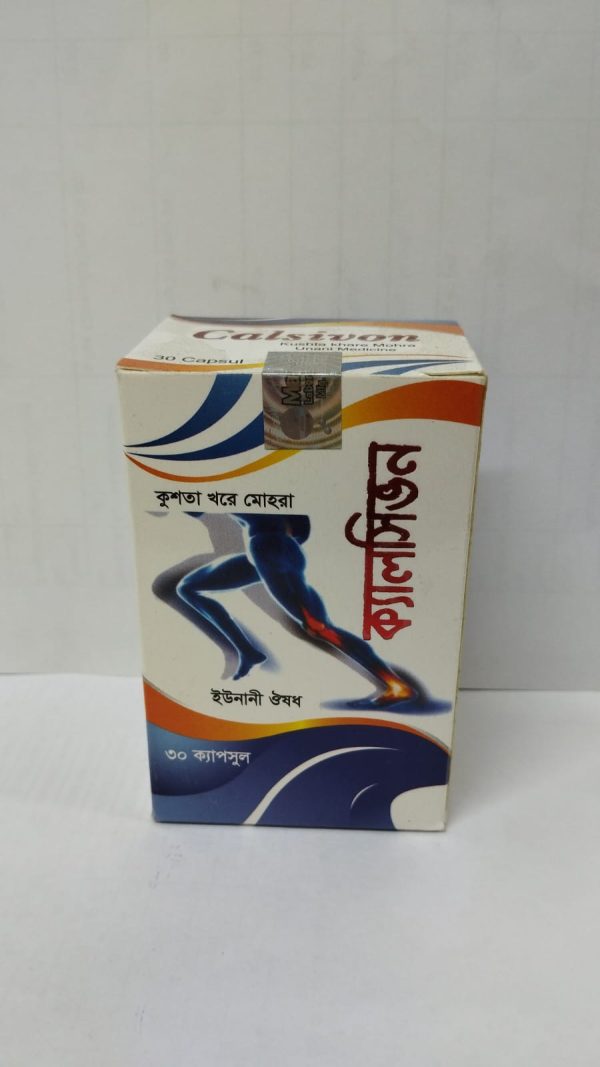 Calsivon
Kushta khare Mohra
Unani Medicine
30 Capsul
কুশতা খরে মোহরা
ক্যালসিভন
ইউনানী ঔষধ
৩০ ক্যাপসুল